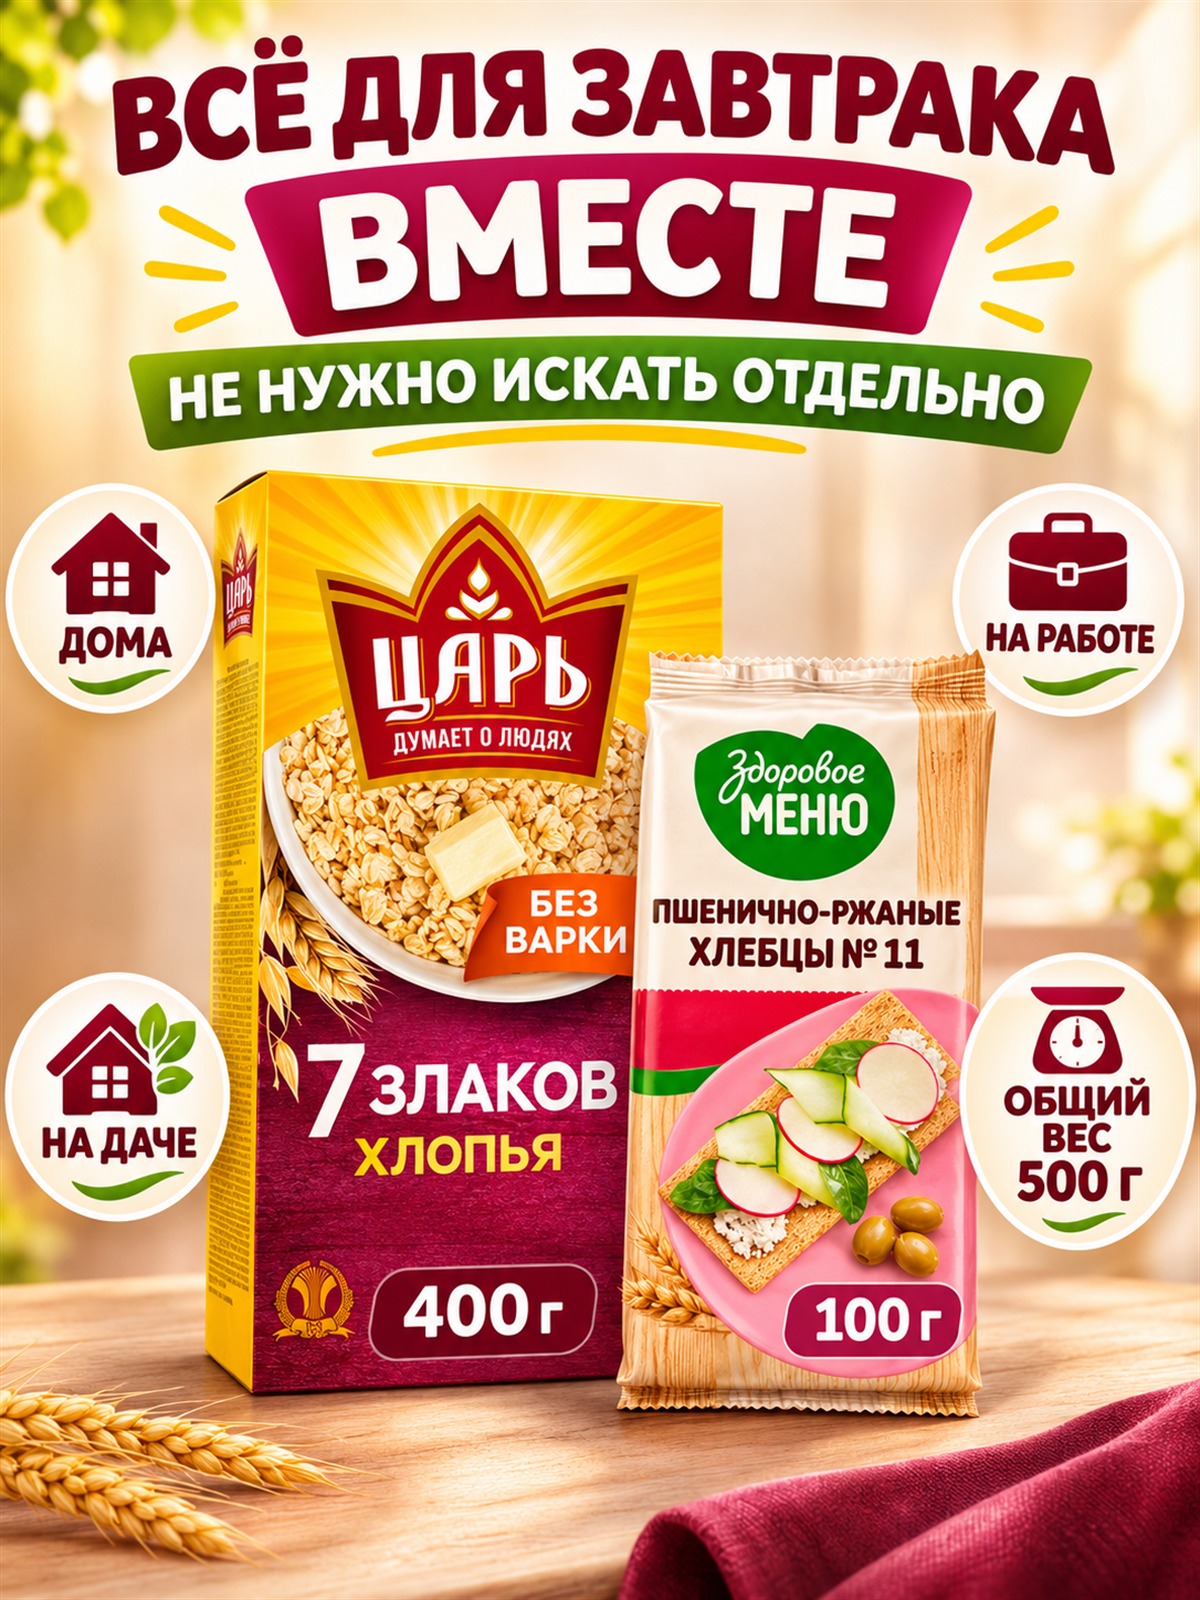 ВСЁ ДЛЯ ЗАВТРАКА
ВМЕСТЕ
НЕ НУЖНО ИСКАТЬ ОТДЕЛЬНО
ДОМА
НА РАБОТЕ
ЦАРЬ
ЦАРЬ
ДУМАЕТ О ЛЮДЯХ
БЕЗ
ВАРКИ
7 ЗЛАКОВ
ХЛОПЬЯ
400 г
Здоровое
МЕНЮ
ПШЕНИЧНО-РЖАНЫЕ
ХЛЕБЦЫ № 11
100 г
НА ДАЧЕ
ОБЩИЙ
ВЕС
500 г